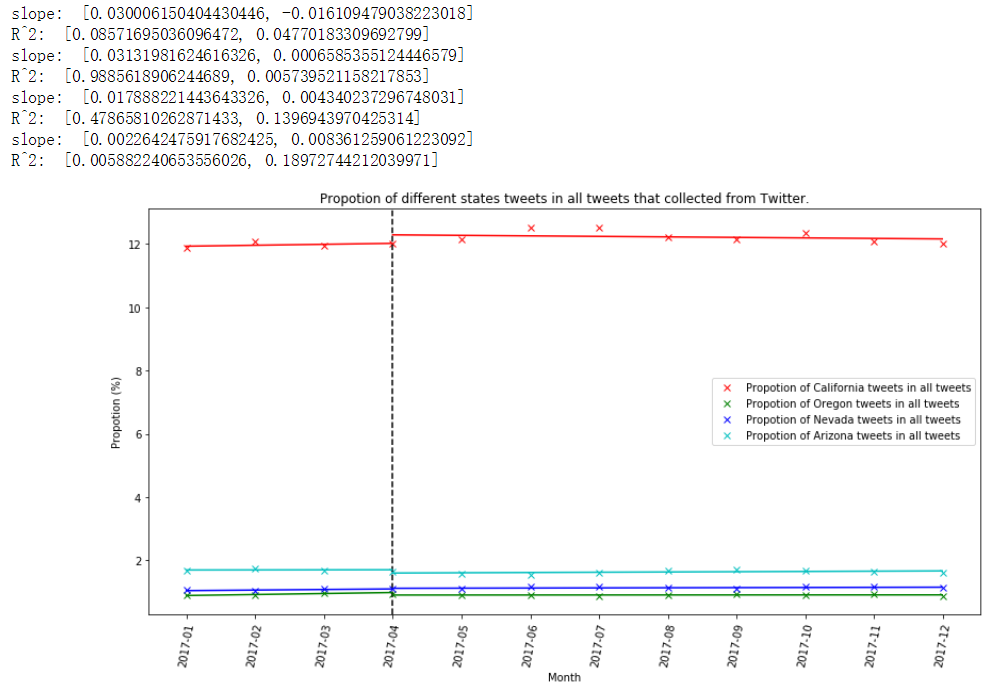 slope:  [0.030006150404430446, -0.016109479038223018]
R^2:  [0.08571695036096472, 0.04770183309692799]
slope:  [0.03131981624616326, 0.0006585355124446579]
R^2:  [0.9885618906244689, 0.005739521158217853]
slope:  [0.017888221443643326, 0.004340237296748031]
R^2:  [0.47865810262871433, 0.1396943970425314]
slope:  [0.0022642475917682425, 0.008361259061223092]
R^2:  [0.005882240653556026, 0.18972744212039971]
Propotion of different states tweets in all tweets that collected from Twitter.
Propotion (%)
12
10
8
6
4
2
Propotion of California tweets in all tweets
Propotion of Oregon tweets in all tweets
Propotion of Nevada tweets in all tweets
Propotion of Arizona tweets in all tweets
2017-01
2017-02
2017-03
2017-04
2017-05
2017-06
2017-07
2017-08
2017-09
2017-10
2017-11
2017-12
Month